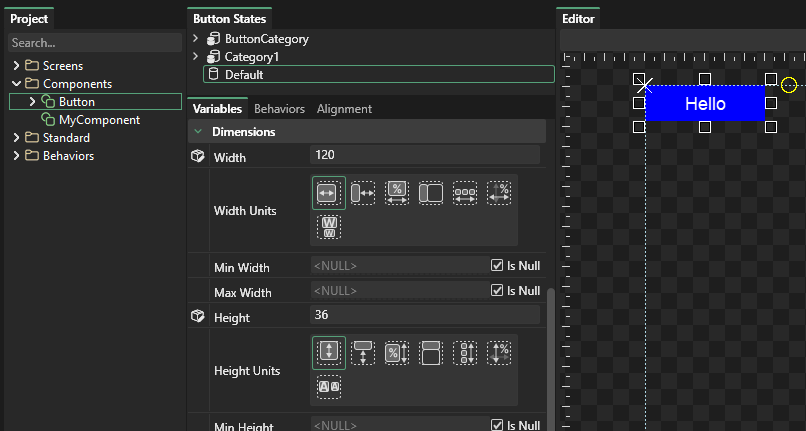 Project
Search...
Screens
Components
Button
MyComponent
Standard
Behaviors
Button States
ButtonCategory
Category1
Default
Variables Behaviors Alignment
Dimensions
Width 120
Width Units
%
%
W
W
Min Width <NULL> Is Null
Max Width <NULL> Is Null
Height 36
Height Units
%
%
A A
Min Height <NULL> Is Null
Editor
Hello